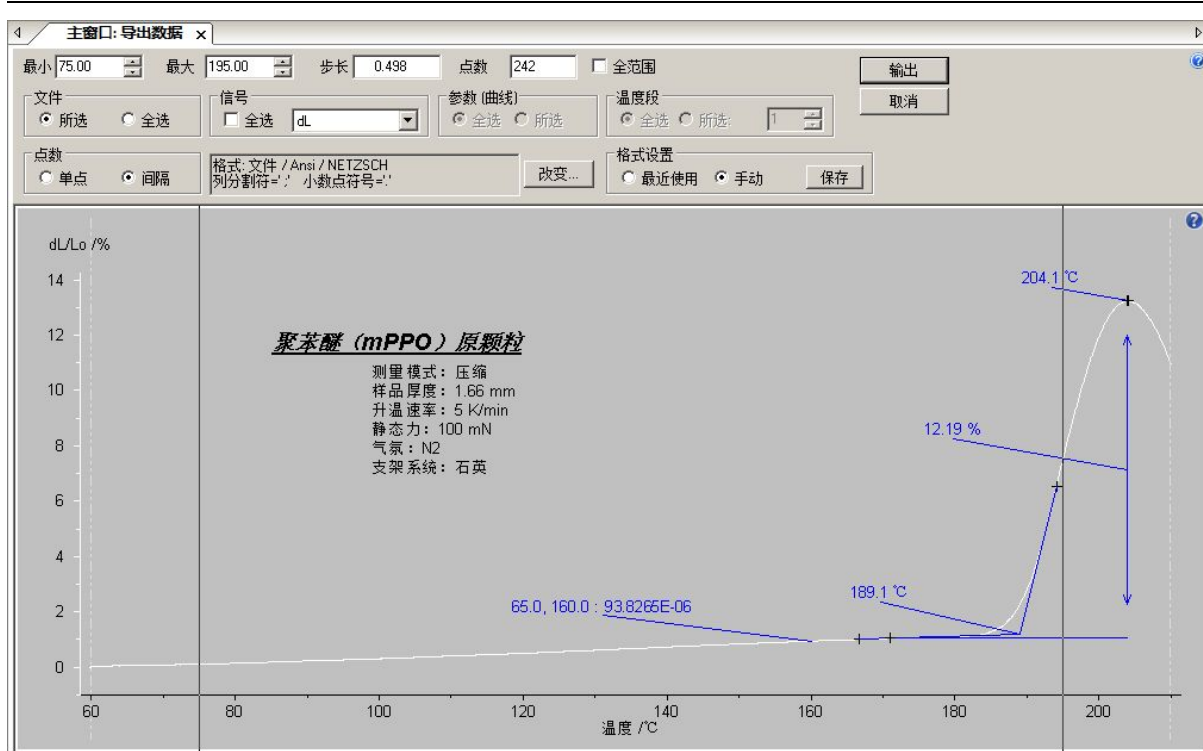 主窗口: 导出数据 x
最小 75.00 最大 195.00 步长 0.498 点数 242 全范围 输出
文件 信号 参数 (曲线) 温度段 取消
所选 全选 全选 dL 全选 所选 全选 所选: 1
点数 格式: 文件 / Ansi / NETZSCH 格式设置
单点 间隔 列分割符=';' 小数点符号='.' 改变... 最近使用 手动 保存
dL/Lo /%
14
204.1 ℃
12
聚苯醚（mPPO）原颗粒
测量模式：压缩
样品厚度：1.66 mm
10
升温速率：5 K/min
静态力：100 mN
12.19 %
8
气氛：N2
支架系统：石英
6
4
189.1 ℃
65.0, 160.0 : 93.8265E-06
2
0
60 80 100 120 140 160 180 200
温度 /℃